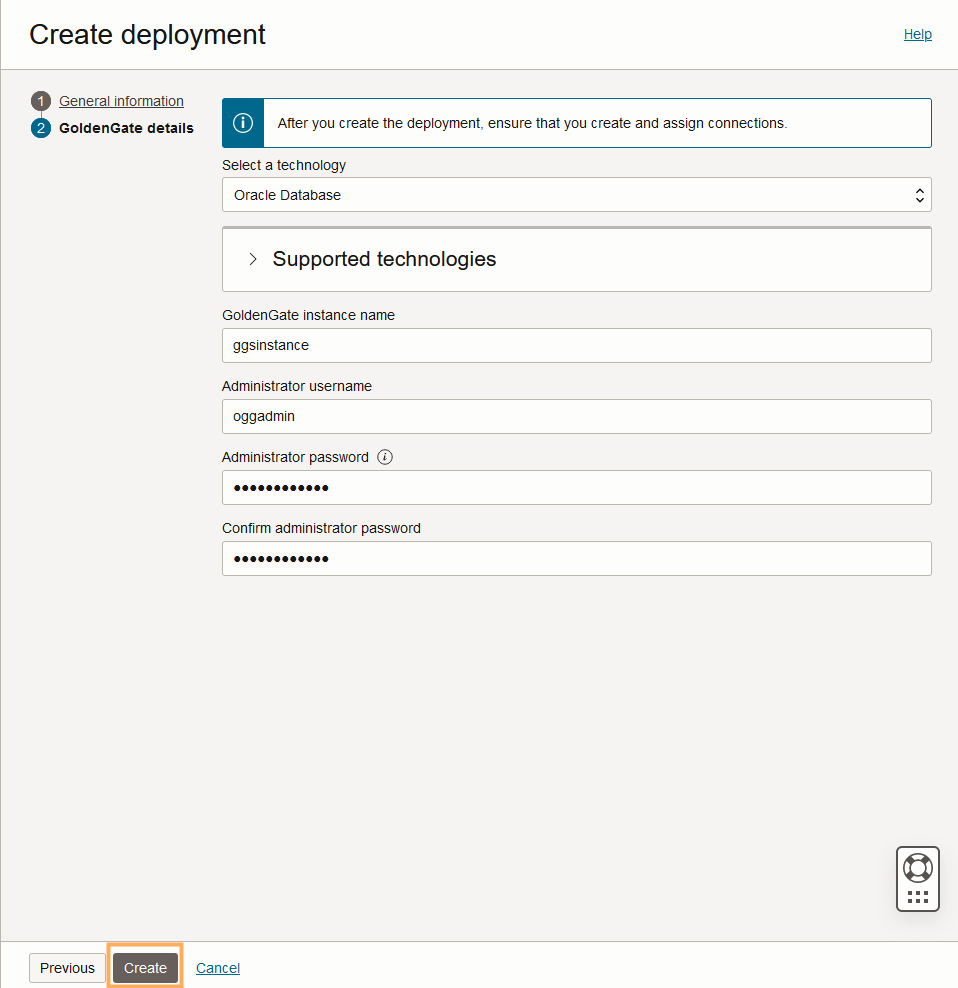 Create deployment
Help
1 General information
2 GoldenGate details
After you create the deployment, ensure that you create and assign connections.
Select a technology
Oracle Database
Supported technologies
GoldenGate instance name
ggsinstance
Administrator username
oggadmin
Administrator password
••••••••••••
Confirm administrator password
••••••••••••
Previous Create Cancel